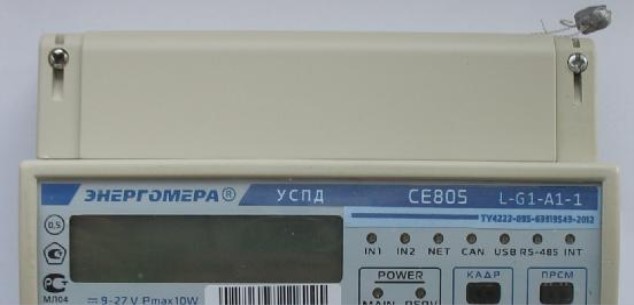 ЭНЕРГОМЕРА® УСПД CE805 L-G1-A1-1
ТУ4222-095-63919543-2012
0,5
IN1 IN2 NET CAN USB RS-485 INT
POWER КАДР ПРСМ
МЛ04 9-27 V Pmax10W
MAIN RERV